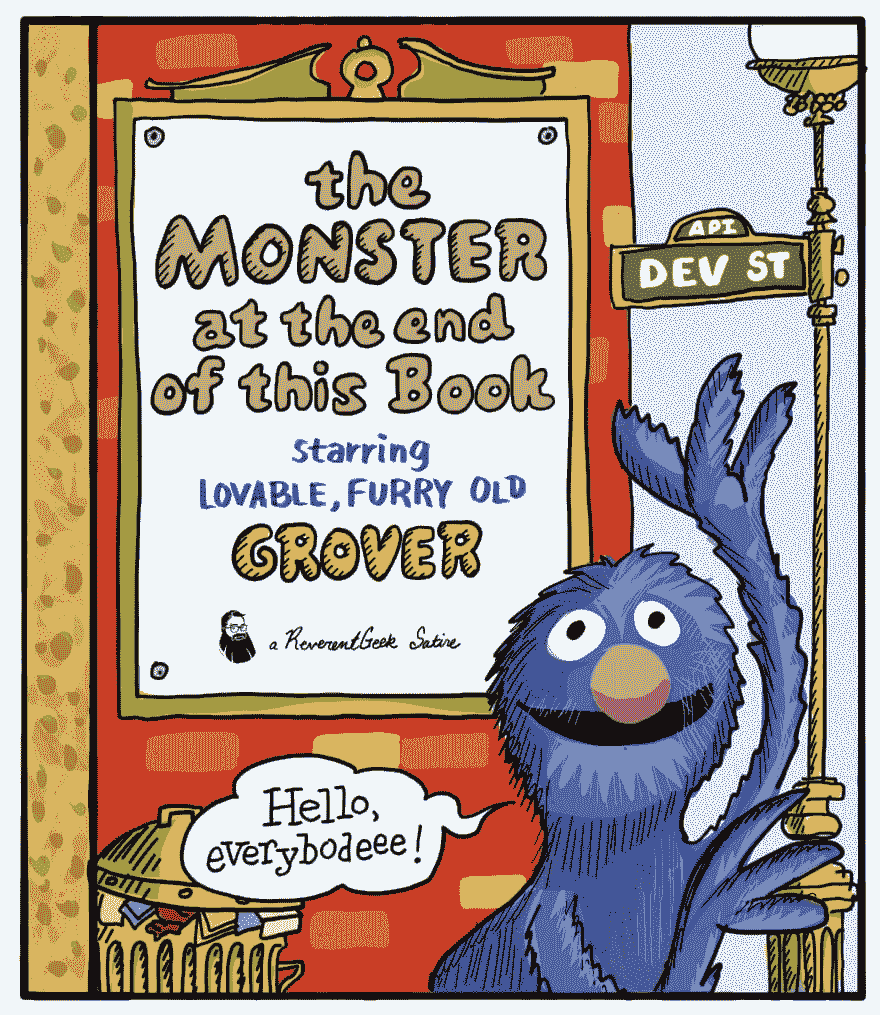 the
MONSTER
at the end
of this Book
starring
LOVABLE, FURRY OLD
GROVER
a ReverentGeek Satire
API
DEV ST
Hello,
everybodeee!